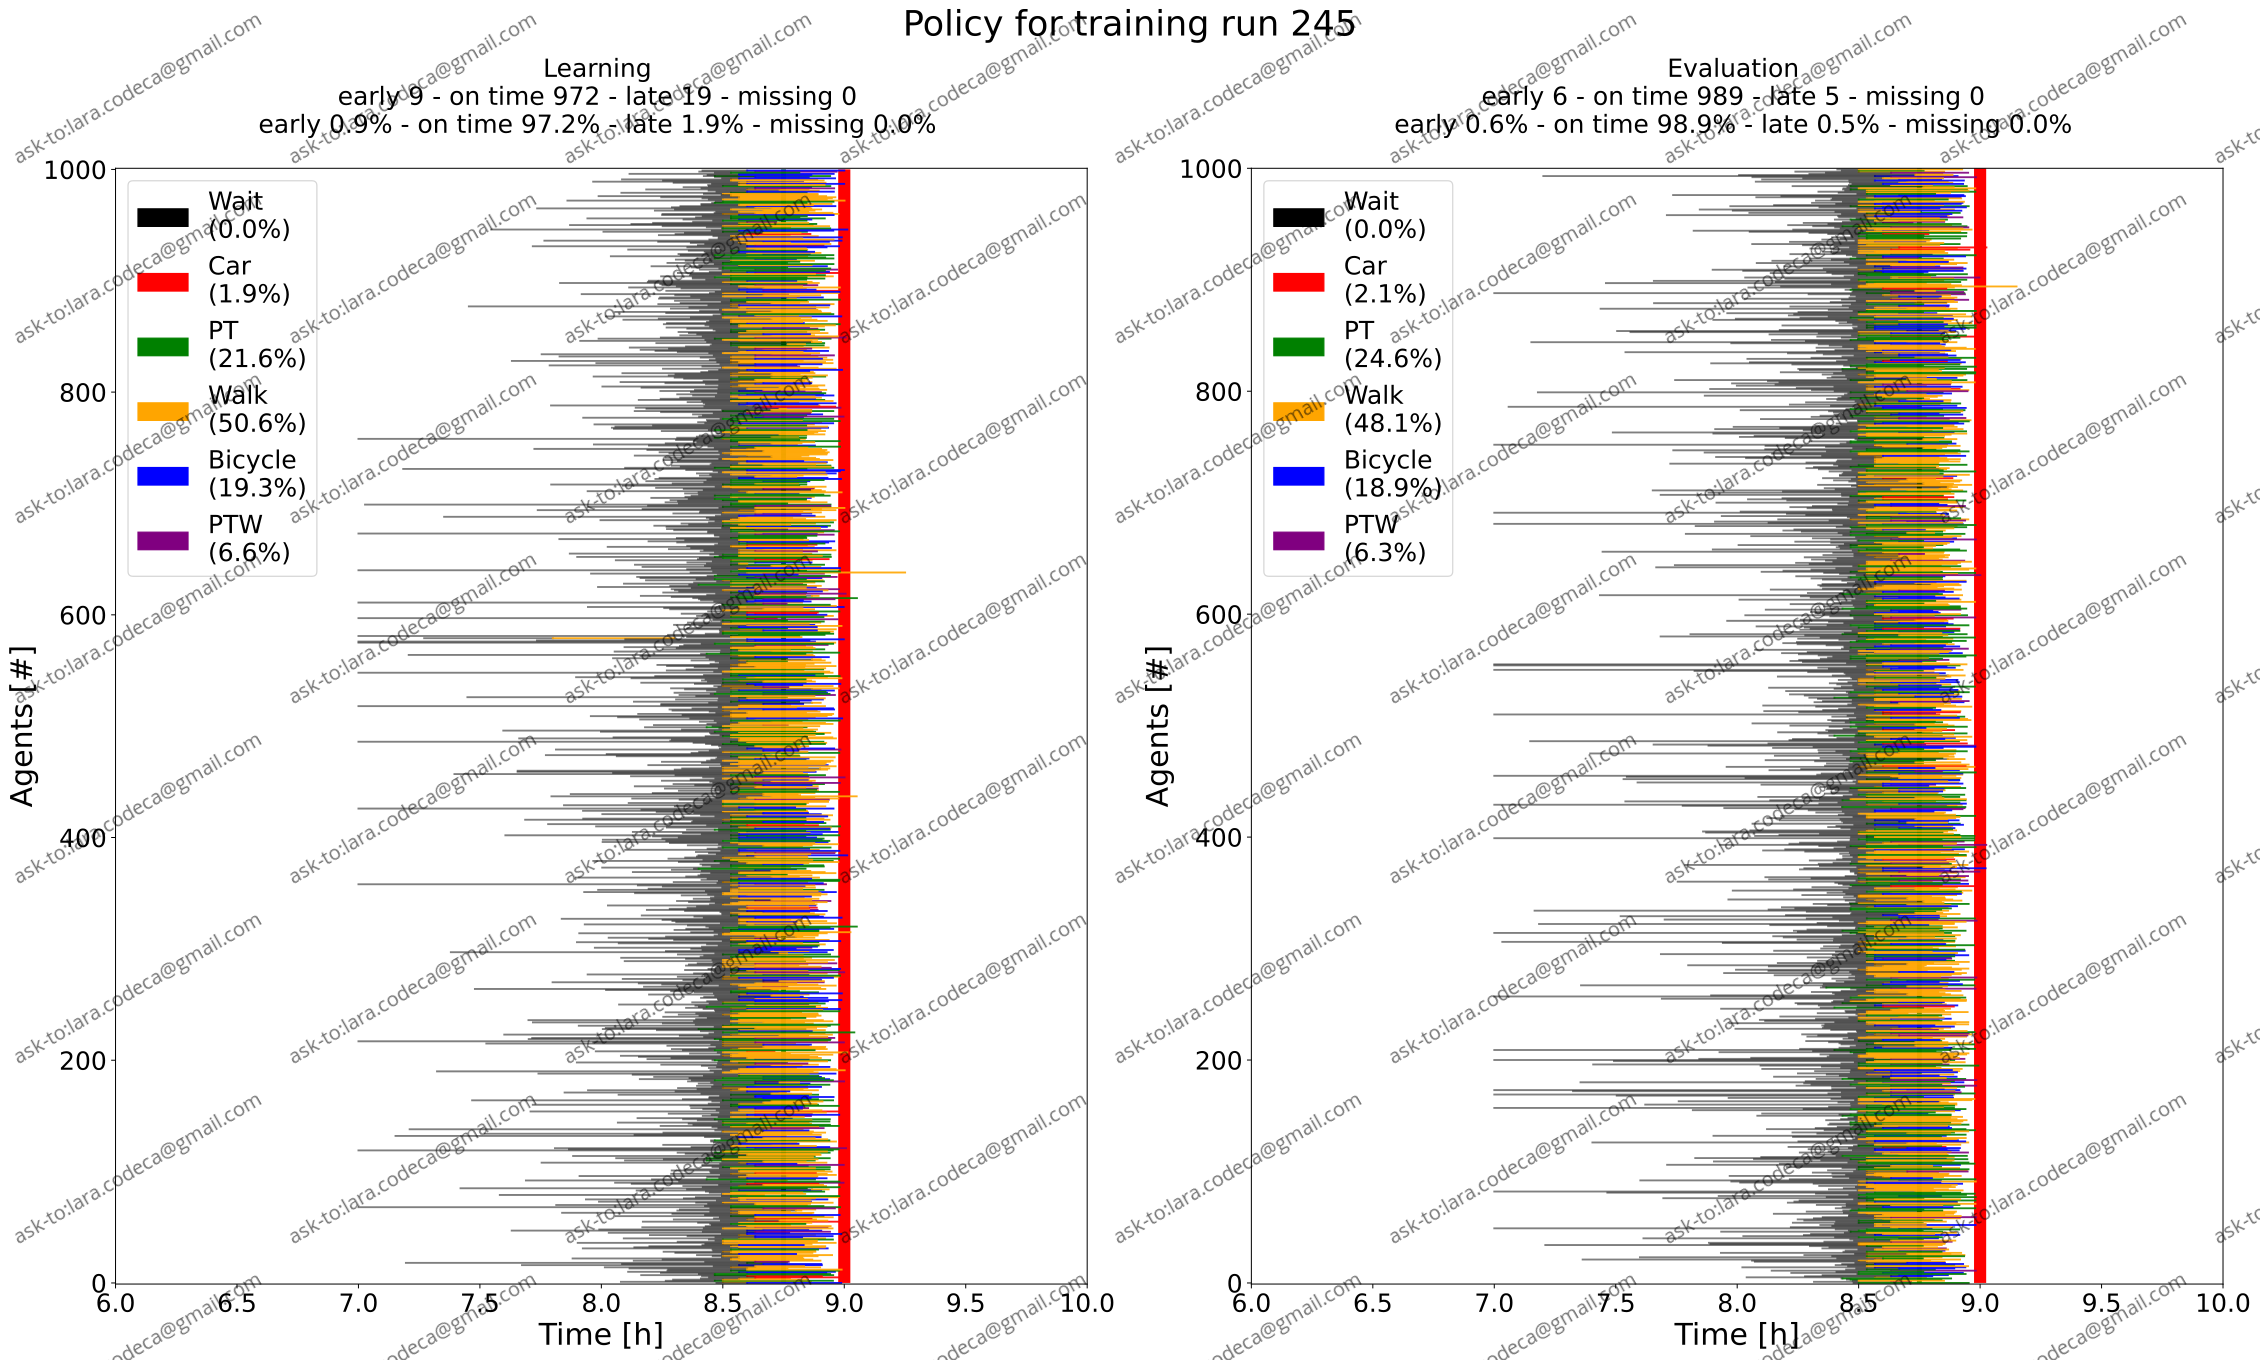 Policy for training run 245
Learning
early 9 - on time 972 - late 19 - missing 0
early 0.9% - on time 97.2% - late 1.9% - missing 0.0%
Agents [#]
1000
800
600
400
200
0
Wait
(0.0%)
Car
(1.9%)
PT
(21.6%)
Walk
(50.6%)
Bicycle
(19.3%)
PTW
(6.6%)
6.0 6.5 7.0 7.5 8.0 8.5 9.0 9.5 10.0
Time [h]
Evaluation
early 6 - on time 989 - late 5 - missing 0
early 0.6% - on time 98.9% - late 0.5% - missing 0.0%
Agents [#]
1000
800
600
400
200
0
Wait
(0.0%)
Car
(2.1%)
PT
(24.6%)
Walk
(48.1%)
Bicycle
(18.9%)
PTW
(6.3%)
6.0 6.5 7.0 7.5 8.0 8.5 9.0 9.5 10.0
Time [h]
ask-to:lara.codeca@gmail.com